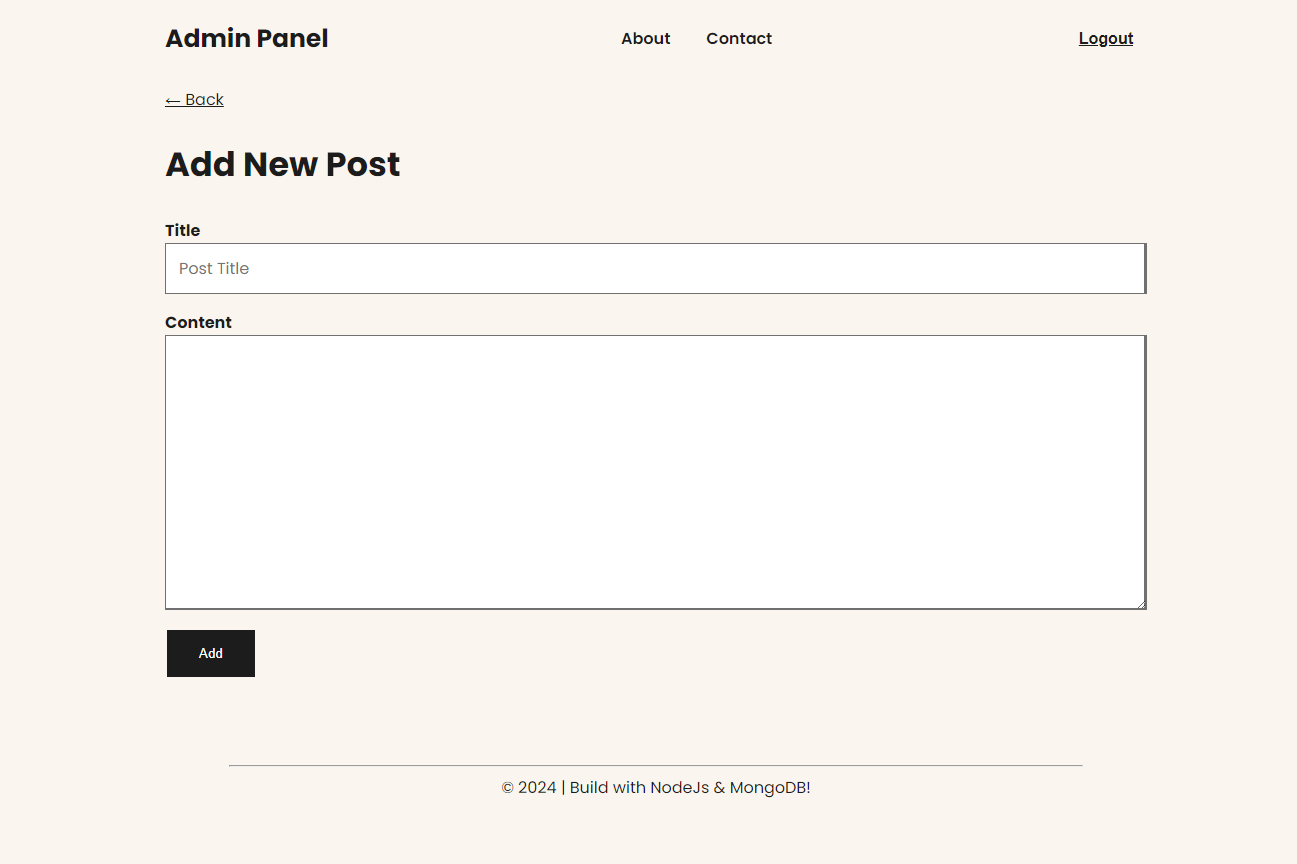 Admin Panel About Contact Logout
← Back
Add New Post
Title
Post Title
Content
Add
© 2024 | Build with NodeJs & MongoDB!